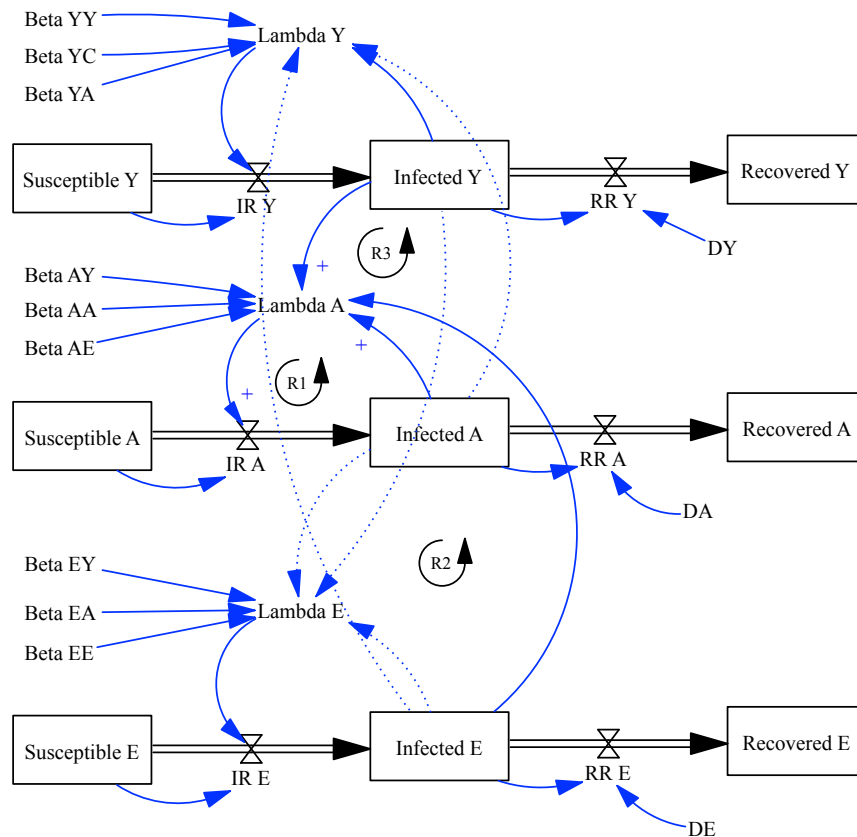 Beta YY
Lambda Y
Beta YC
Beta YA
Susceptible Y
Infected Y
Recovered Y
IR Y
RR Y
DY
R3
+
Beta AY
Lambda A
Beta AA
Beta AE
+
R1
+
Susceptible A
Infected A
Recovered A
IR A
RR A
DA
R2
Beta EY
Lambda E
Beta EA
Beta EE
Susceptible E
Infected E
Recovered E
IR E
RR E
DE